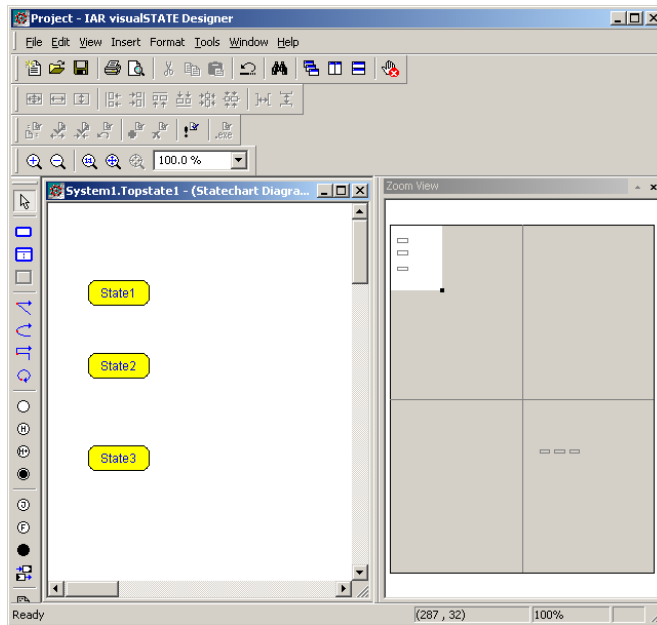 Project - IAR visualSTATE Designer
File Edit View Insert Format Tools Window Help
100.0 %
System1.Topstate1 - (Statechart Diagra...
Zoom View
State1
State2
State3
H
H*
J
F
Ready
(287 , 32)
100%